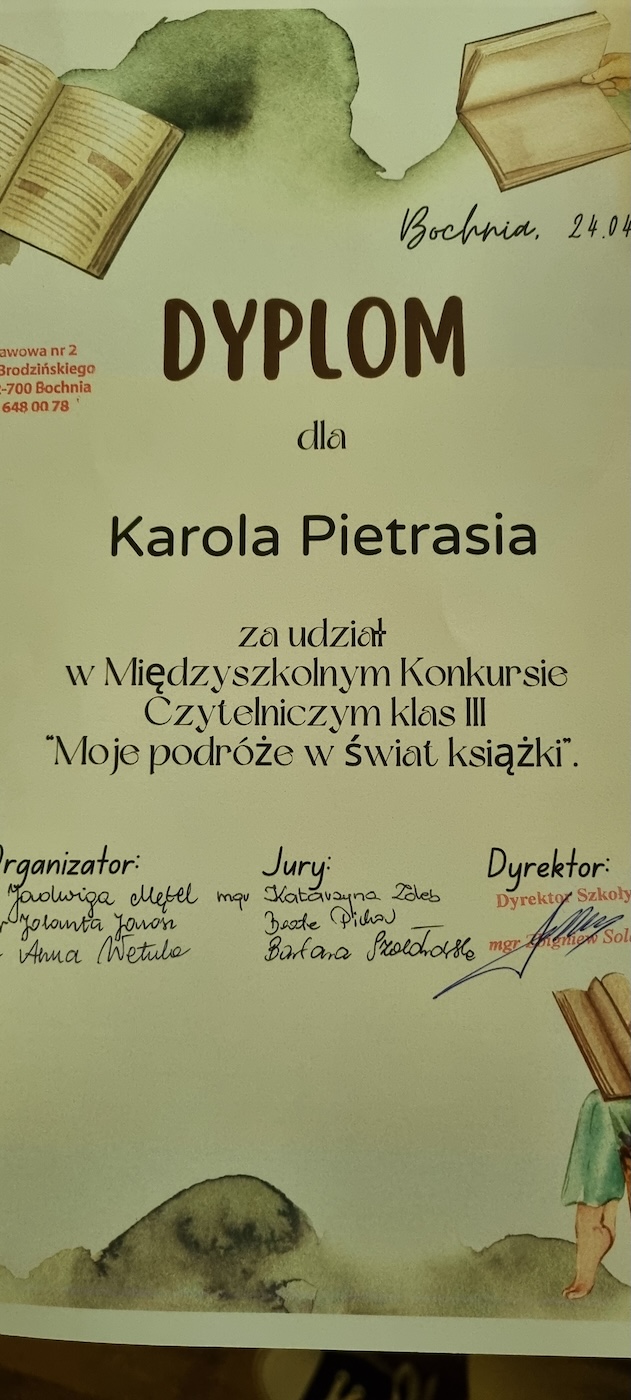 Bochnia, 24.04
DYPLOM
awowa nr 2
Brodzińskiego
-700 Bochnia
648 00 78
dla
Karola Pietrasia
za udział
w Międzyszkolnym Konkursie
Czytelniczym klas III
"Moje podróże w świat książki".
rganizator: Jury: Dyrektor:
Jadwiga mgr Katarzyna Dyrektor Szkoły
Jolanta Beata
Anna Wetula Barbara mgr Zbigniew